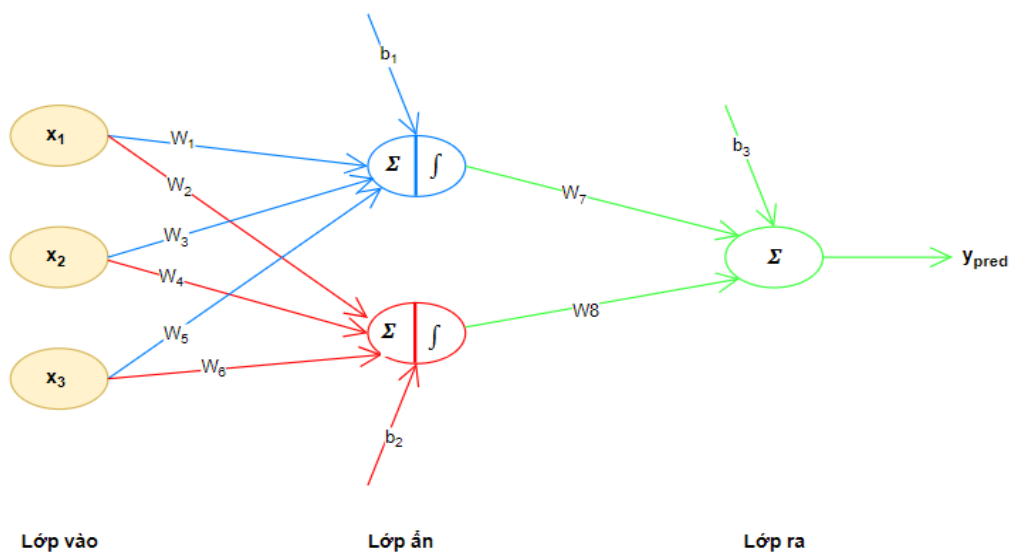 b₁
x₁
W₁
Σ
∫
b₃
W₂
W₇
x₂
W₃
Σ
y_pred
W₄
W8
W₅
Σ
∫
x₃
W₆
b₂
Lớp vào
Lớp ẩn
Lớp ra